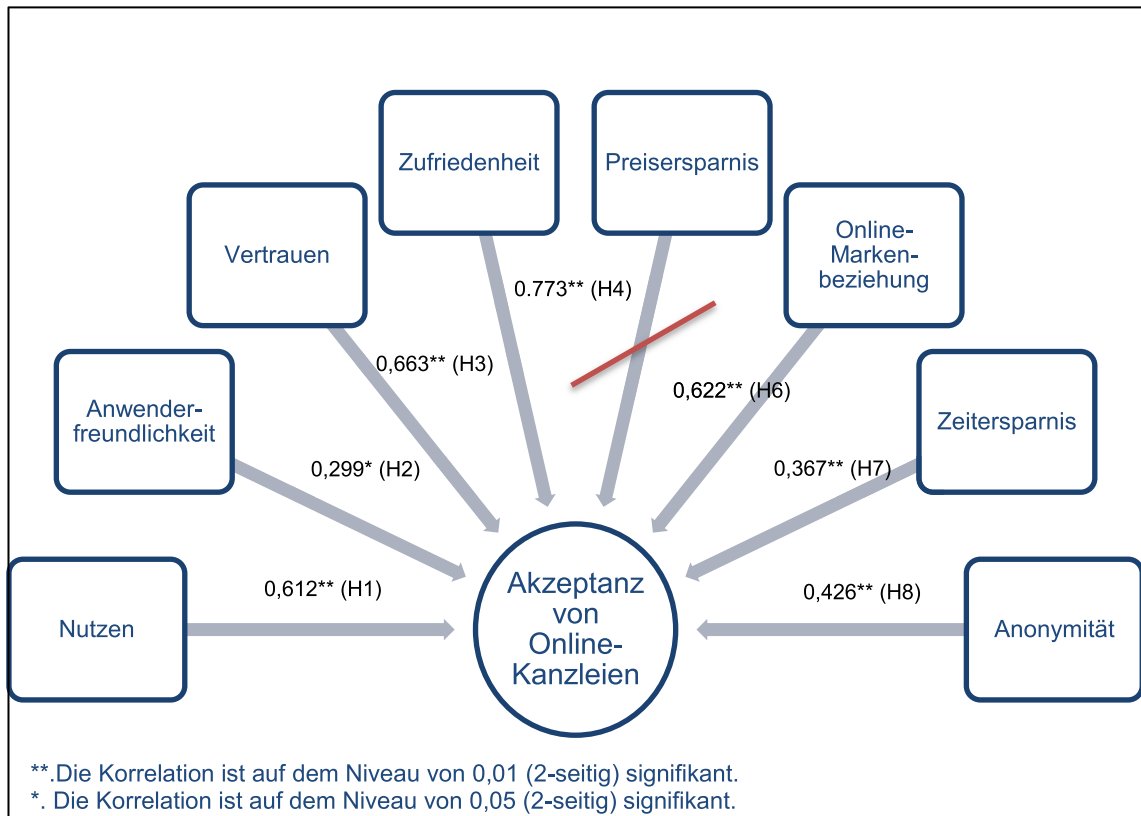 Zufriedenheit
Preisersparnis
Vertrauen
Online-
Marken-
beziehung
0.773** (H4)
0,663** (H3)
0,622** (H6)
Anwender-
freundlichkeit
Zeitersparnis
0,299* (H2)
0,367** (H7)
Nutzen
0,612** (H1)
Akzeptanz
von
Online-
Kanzleien
0,426** (H8)
Anonymität
**.Die Korrelation ist auf dem Niveau von 0,01 (2-seitig) signifikant.
*. Die Korrelation ist auf dem Niveau von 0,05 (2-seitig) signifikant.